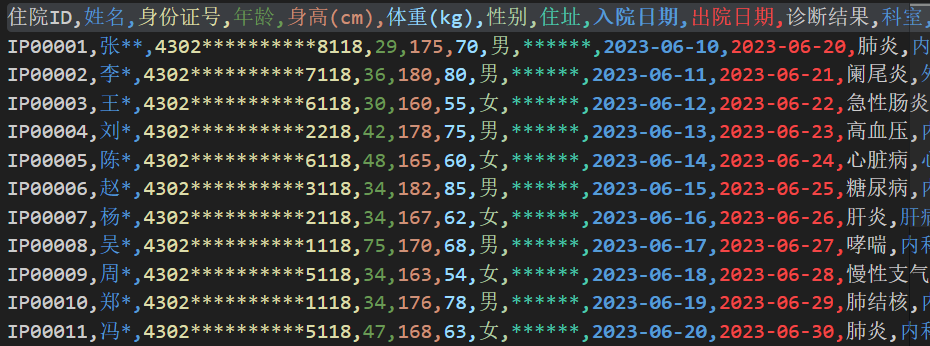 住院ID,姓名,身份证号,年龄,身高(cm),体重(kg),性别,住址,入院日期,出院日期,诊断结果,科室,
IP00001,张**,4302**********8118,29,175,70,男,******,2023-06-10,2023-06-20,肺炎,内
IP00002,李*,4302**********7118,36,180,80,男,******,2023-06-11,2023-06-21,阑尾炎,外
IP00003,王*,4302**********6118,30,160,55,女,******,2023-06-12,2023-06-22,急性肠炎
IP00004,刘*,4302**********2218,42,178,75,男,******,2023-06-13,2023-06-23,高血压,内
IP00005,陈*,4302**********6118,48,165,60,女,******,2023-06-14,2023-06-24,心脏病,心
IP00006,赵*,4302**********3118,34,182,85,男,******,2023-06-15,2023-06-25,糖尿病,内
IP00007,杨*,4302**********2118,34,167,62,女,******,2023-06-16,2023-06-26,肝炎,肝病
IP00008,吴*,4302**********1118,75,170,68,男,******,2023-06-17,2023-06-27,哮喘,内科
IP00009,周*,4302**********5118,34,163,54,女,******,2023-06-18,2023-06-28,慢性支气
IP00010,郑*,4302**********1118,34,176,78,男,******,2023-06-19,2023-06-29,肺结核,内
IP00011,冯*,4302**********5118,47,168,63,女,******,2023-06-20,2023-06-30,肺炎,内科